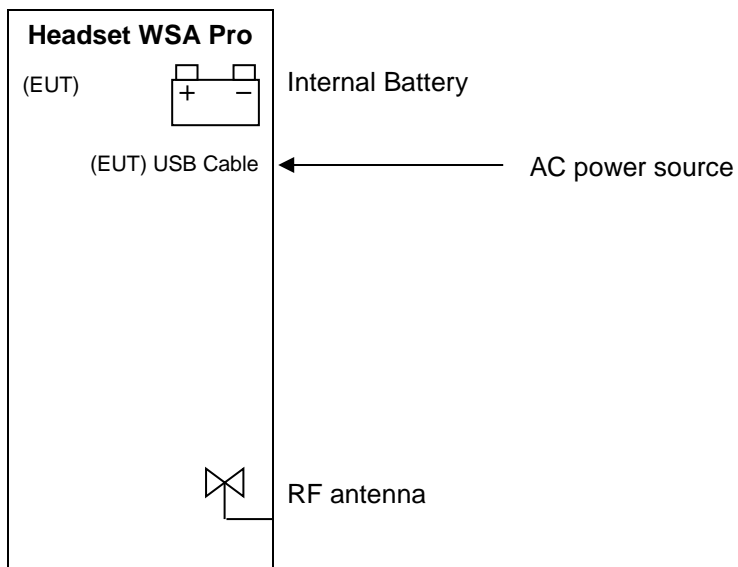 Headset WSA Pro
(EUT)
+ −
Internal Battery
(EUT) USB Cable
AC power source
RF antenna